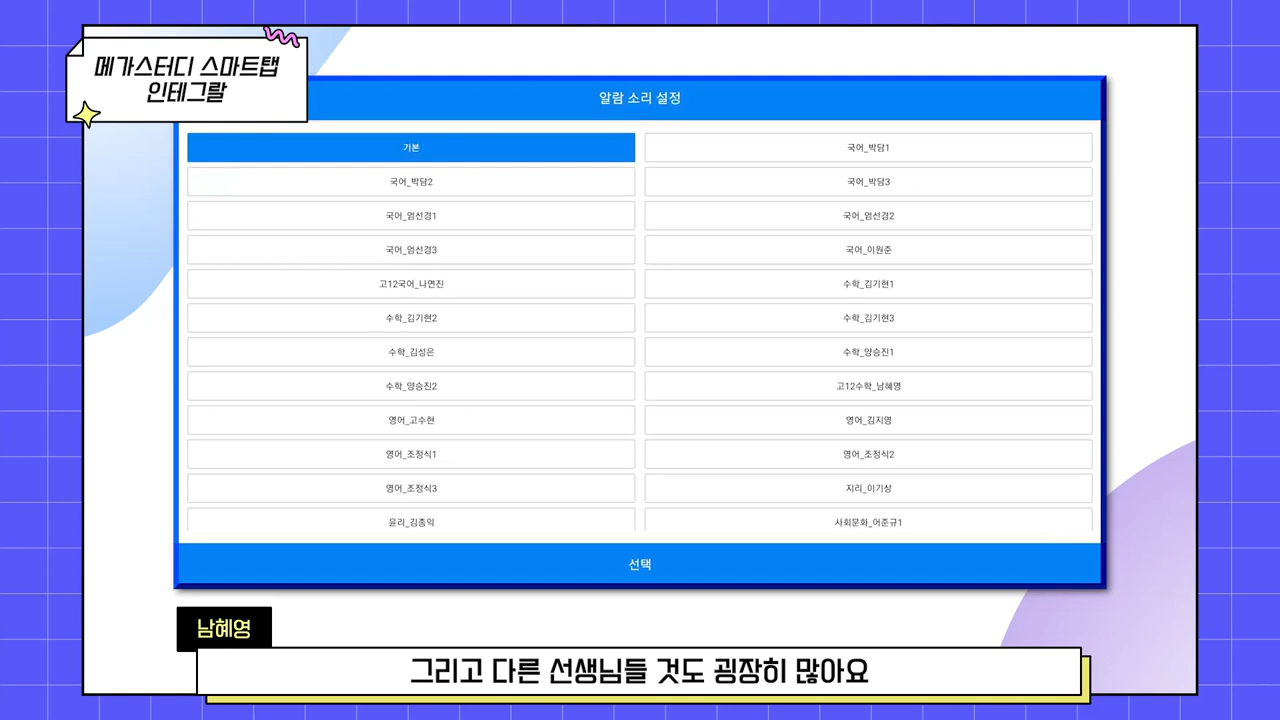 메가스터디 스마트탭
인테그랄
알람 소리 설정
기본
국어_박담1
국어_박담2
국어_박담3
국어_엄선경1
국어_엄선경2
국어_엄선경3
국어_이원준
고12국어_나연진
수학_김기현1
수학_김기현2
수학_김기현3
수학_김성은
수학_양승진1
수학_양승진2
고12수학_남혜영
영어_고수현
영어_김지영
영어_조정식1
영어_조정식2
영어_조정식3
지리_이기상
윤리_김종익
사회문화_어준규1
선택
남혜영
그리고 다른 선생님들 것도 굉장히 많아요